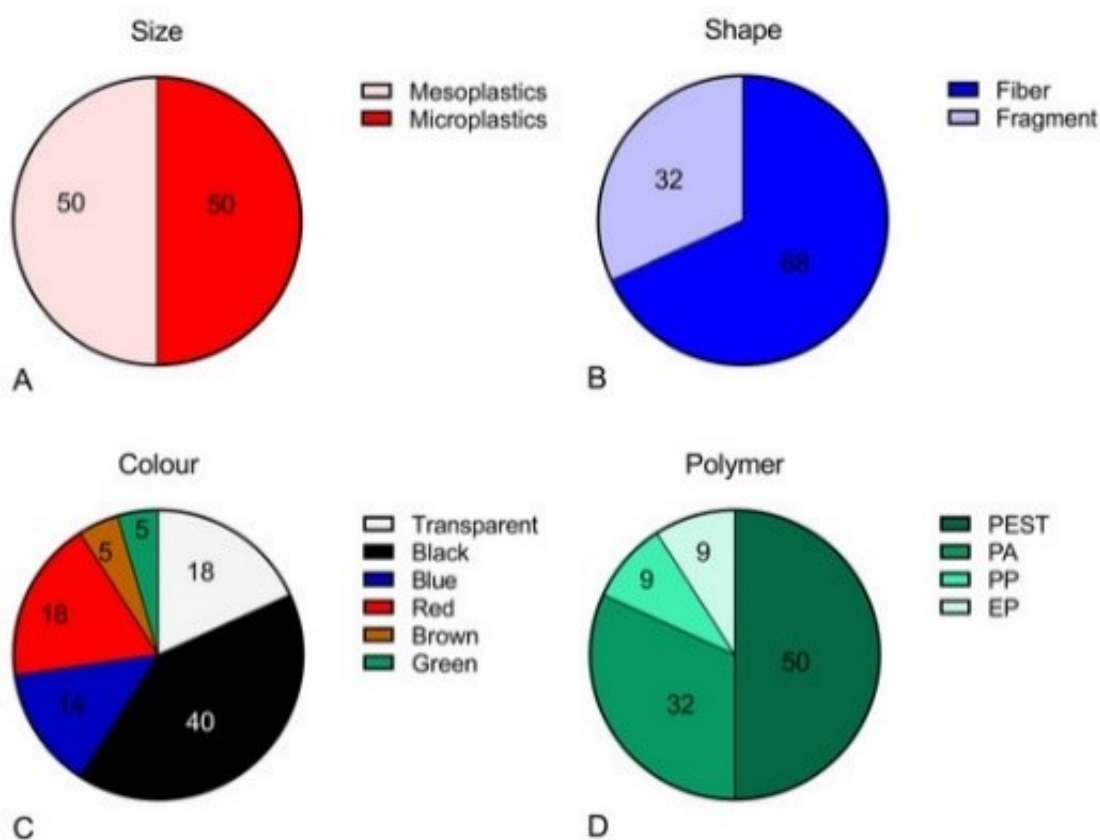 Size
Mesoplastics
Microplastics
50
50
A
Shape
Fiber
Fragment
32
68
B
Colour
Transparent
Black
Blue
Red
Brown
Green
5
5
18
18
14
40
C
Polymer
PEST
PA
PP
EP
9
9
50
32
D